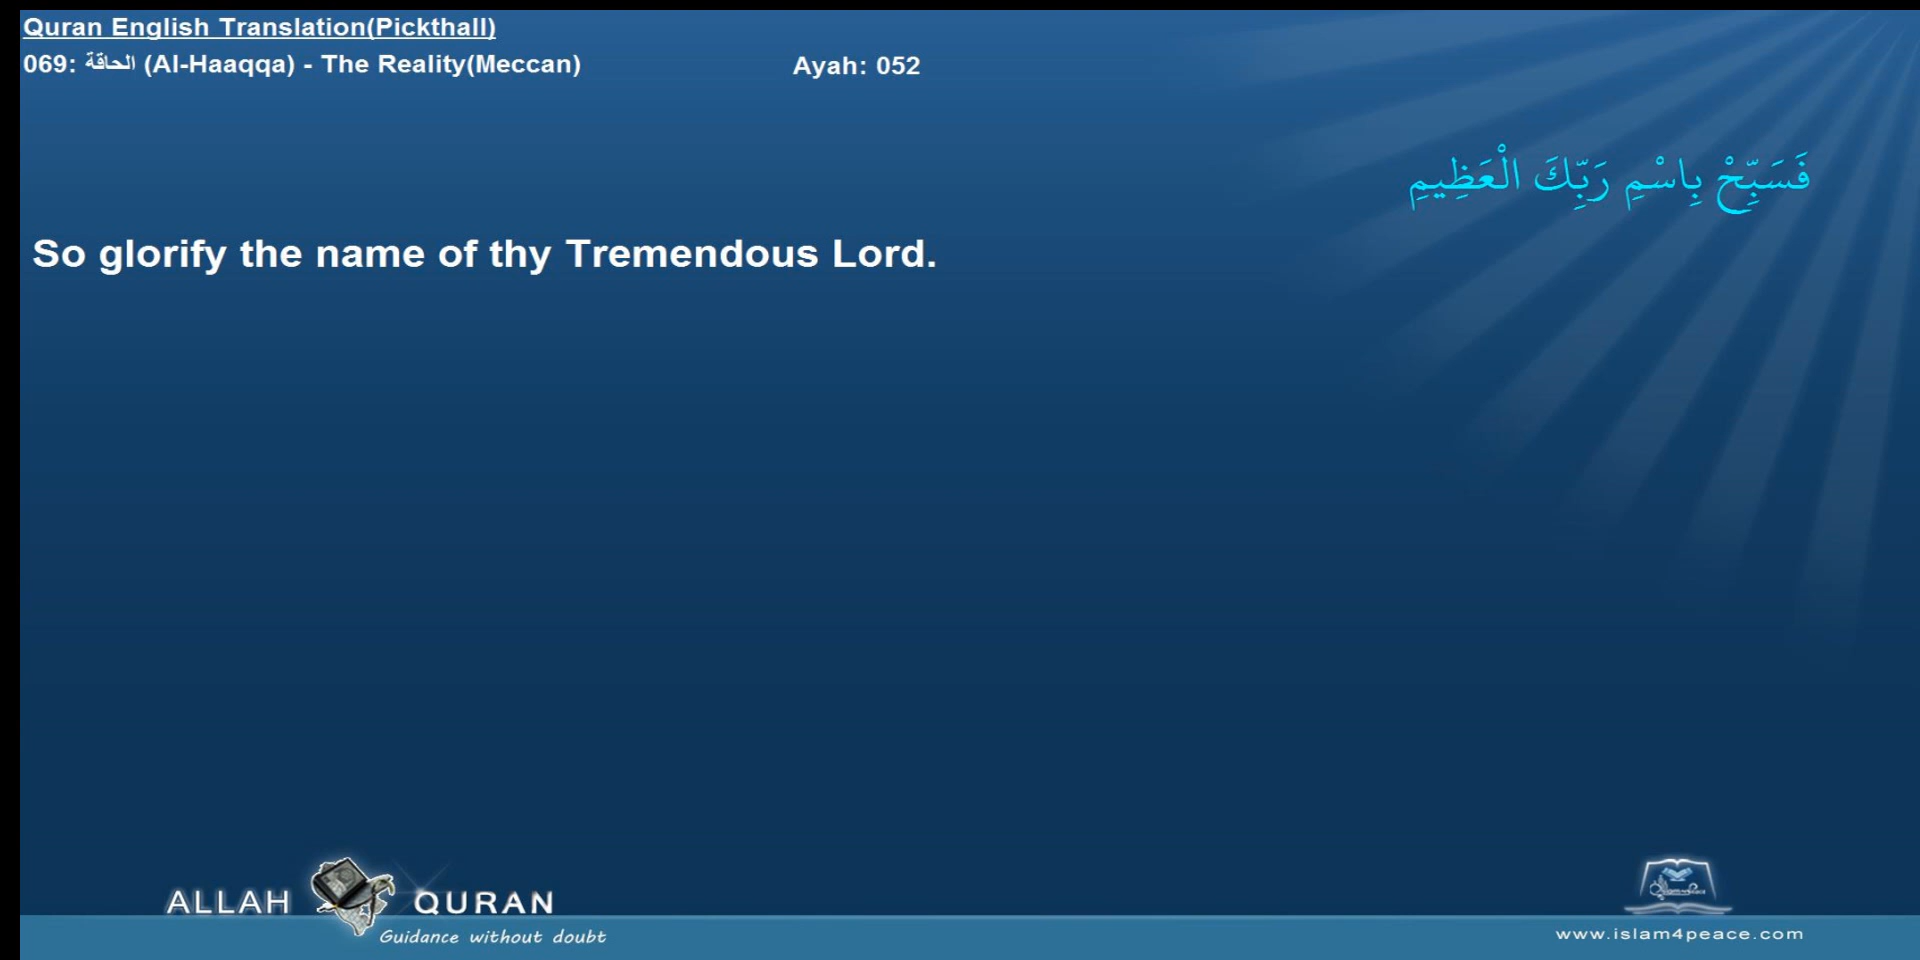 Quran English Translation(Pickthall)
069: الحاقة (Al-Haaqqa) - The Reality(Meccan)
Ayah: 052
فَسَبِّحْ بِاسْمِ رَبِّكَ الْعَظِيمِ
So glorify the name of thy Tremendous Lord.
ALLAH QURAN
Guidance without doubt
www.islam4peace.com